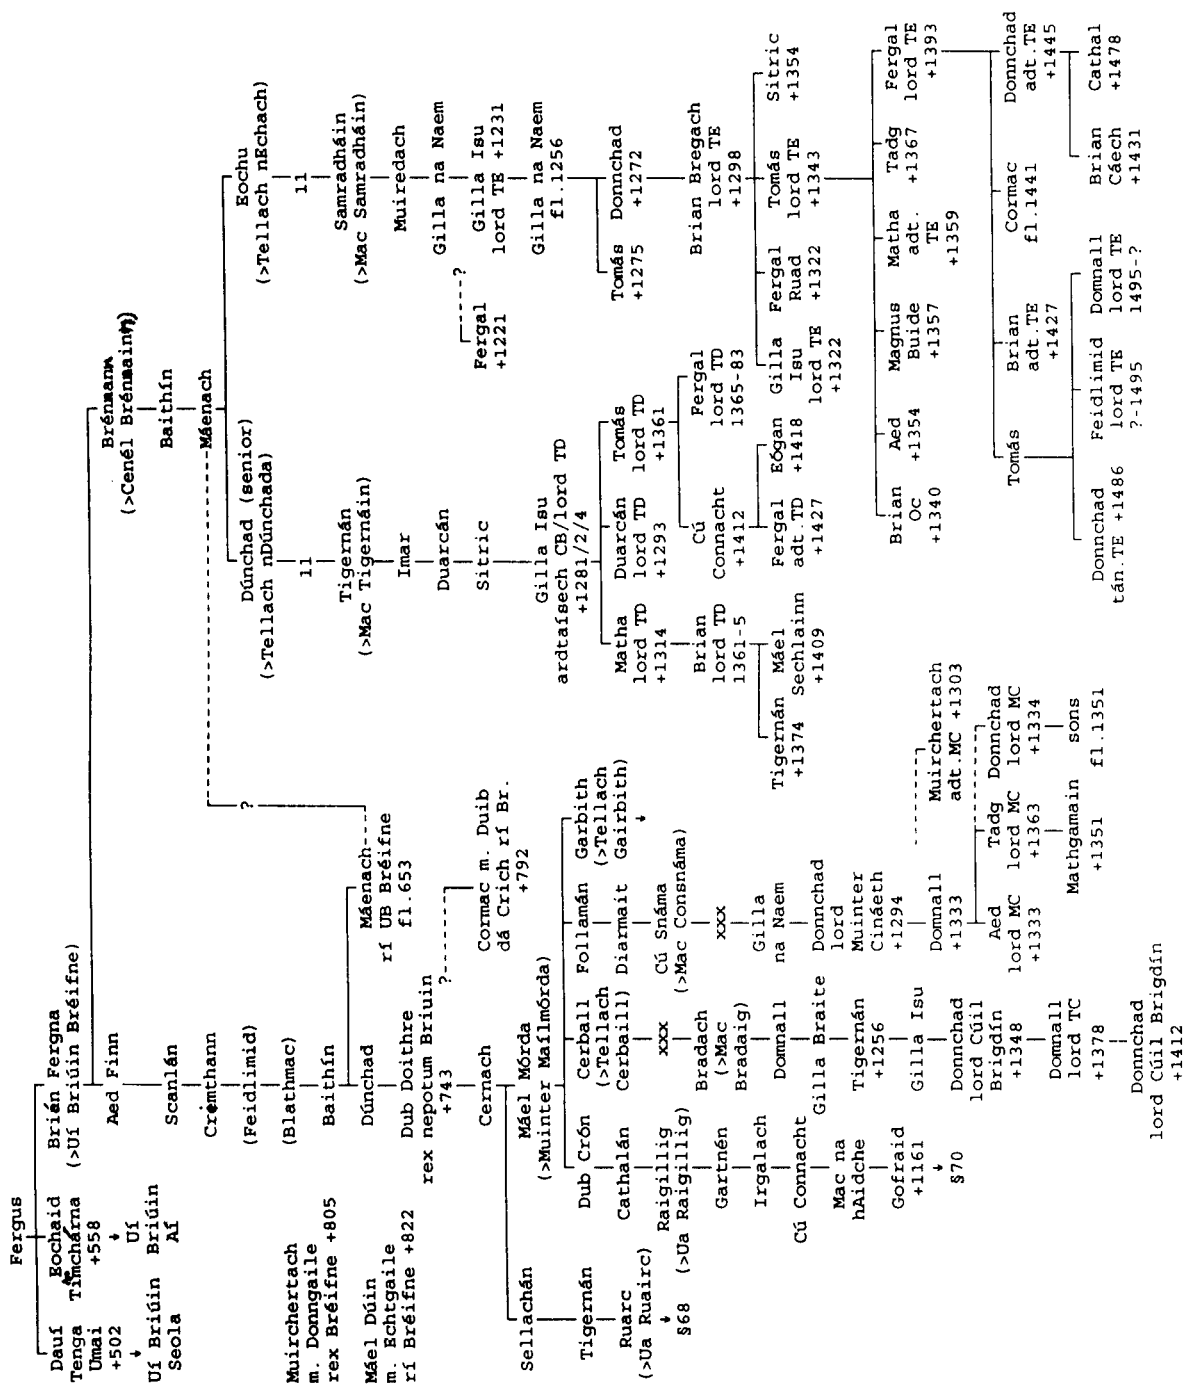 Fergus
Dauí
Tenga
Umai
+502
↓
Uí Briúin
Seola
Eochaid
Tírmchárna
+558
↓
Uí
Briúin
Aí
Brián Fergna
(>Uí Briúin Bréifne)
Aed Finn
Scanlán
Cremthann
(Feidlimid)
(Blathmac)
Baithín
Dúnchad
Máenach
rí UB Bréifne
fl.653
?
Dub Doithre
rex nepotum Briuin
+743
?
Cormac m. Duib
dá Crich rí Br.
+792
Cernach
Muirchertach
m. Donngaile
rex Bréifne +805
Máel Dúin
m. Echtgaile
rí Bréifne +822
Sellachán
Tigernán
Ruarc
(>Ua Ruairc)
↓
§68
Máel Mórda
(>Muinter Maílmórda)
Dub Crón
Cathalán
Raigillig
(>Ua Raigillig)
Gartnén
Irgalach
Cú Connacht
Mac na
hAidche
Gofraid
+1161
↓
§70
Cerball
(>Tellach
Cerbaill)
xxx
Bradach
(>Mac
Bradaig)
Domnall
Gilla Braite
Tigernán
+1256
Gilla Isu
Donnchad
lord Cúil
Brigdín
+1348
Domnall
lord TC
+1378
Donnchad
lord Cúil Brigdín
+1412
Follamán
Diarmait
Cú Snáma
(>Mac Consnáma)
xxx
Gilla
na Naem
Donnchad
lord
Muinter
Cináeth
+1294
Domnall
+1333
Muirchertach
adt.MC +1303
Aed
lord MC
+1333
Tadg
lord MC
+1363
Donnchad
lord MC
+1334
Mathgamain
+1351
sons
fl.1351
Garbith
(>Tellach
Gairbith)
↓
Brénmann
(>Cenél Brénmainn)
Baithín
Máenach
Dúnchad (senior)
(>Tellach nDúnchada)
11
Tigernán
(>Mac Tigernáin)
Imar
Duarcán
Sitric
Gilla Isu
ardtaísech CB/lord TD
+1281/2/4
Matha
lord TD
+1314
Duarcán
lord TD
+1293
Tomás
lord TD
+1361
Brian
lord TD
1361-5
Cú
Connacht
+1412
Fergal
lord TD
1365-83
Tigernán
+1374
Máel
Sechlainn
+1409
Fergal
adt.TD
+1427
Eógan
+1418
Eochu
(>Tellach nEchach)
11
Samradháin
(>Mac Samradháin)
Muiredach
Gilla na Naem
?
Fergal
+1221
Gilla Isu
lord TE +1231
Gilla na Naem
fl.1256
Tomás
+1275
Donnchad
+1272
Brian Bregach
lord TE
+1298
Gilla
Isu
lord TE
+1322
Fergal
Ruad
+1322
Tomás
lord TE
+1343
Sitric
+1354
Brian
Oc
+1340
Aed
+1354
Magnus
Buide
+1357
Matha
adt.
TE
+1359
Tadg
+1367
Fergal
lord TE
+1393
Tomás
Brian
adt.TE
+1427
Cormac
fl.1441
Donnchad
adt.TE
+1445
Donnchad
tán.TE +1486
Feidlimid
lord TE
?-1495
Domnall
lord TE
1495-?
Brian
Cáech
+1431
Cathal
+1478